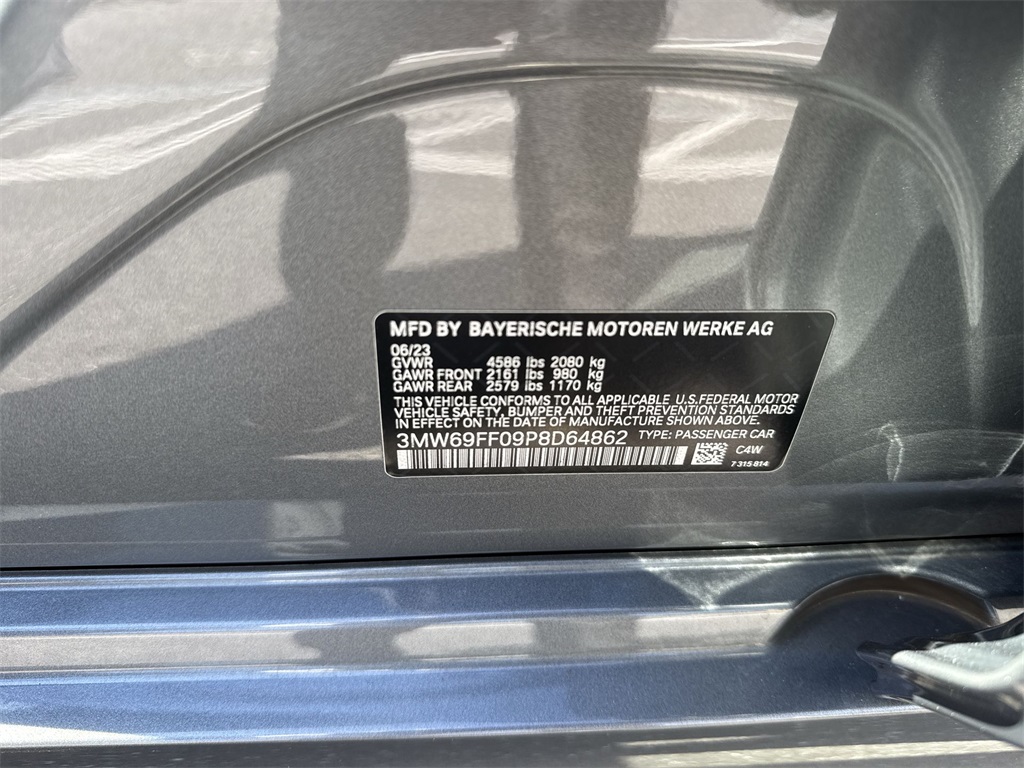 MFD BY BAYERISCHE MOTOREN WERKE AG
06/23
GVWR 4586 lbs 2080 kg
GAWR FRONT 2161 lbs 980 kg
GAWR REAR 2579 lbs 1170 kg
THIS VEHICLE CONFORMS TO ALL APPLICABLE U.S.FEDERAL MOTOR
VEHICLE SAFETY, BUMPER AND THEFT PREVENTION STANDARDS
IN EFFECT ON THE DATE OF MANUFACTURE SHOWN ABOVE.
3MW69FF09P8D64862 TYPE: PASSENGER CAR
C4W
7 315 814